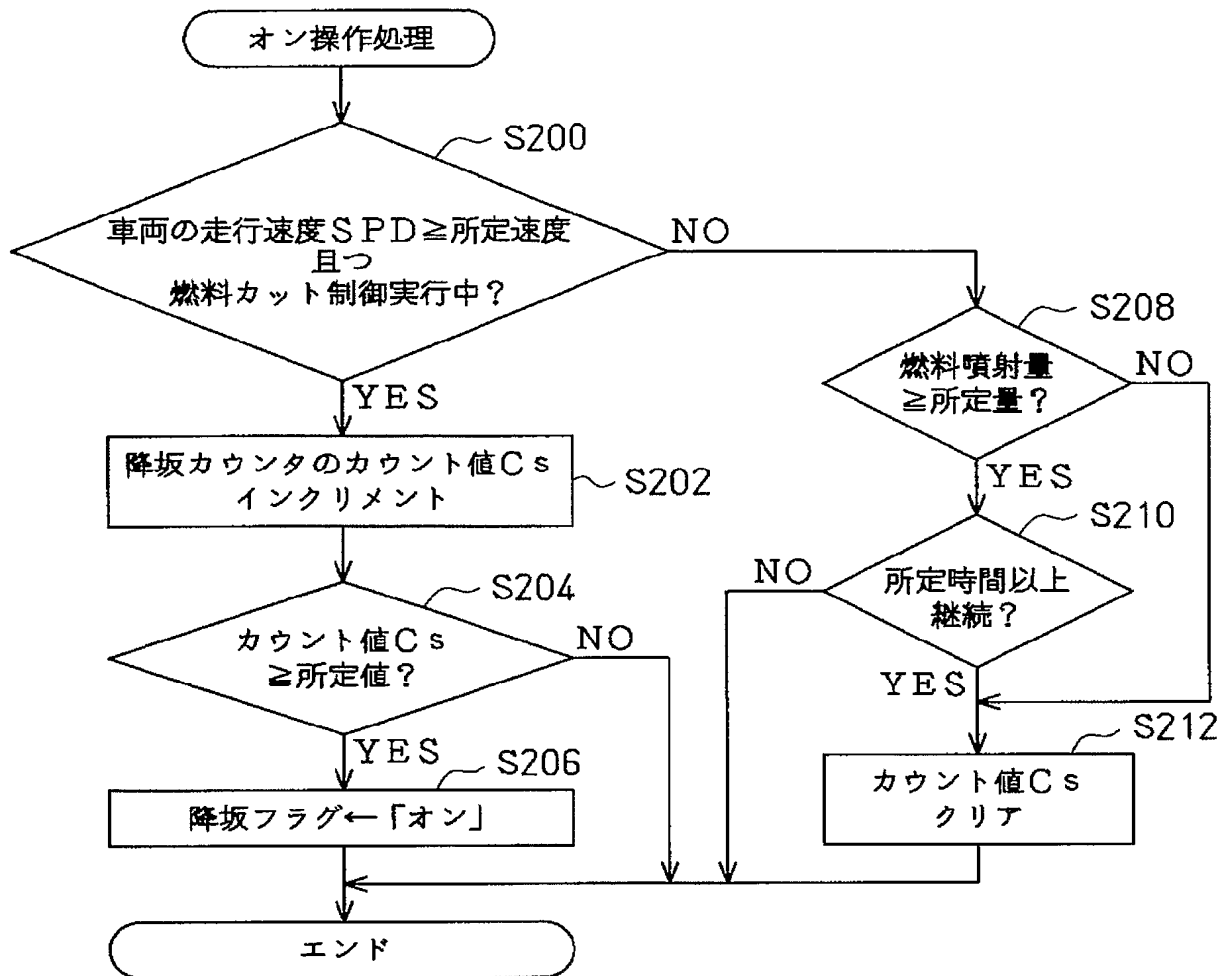 オン操作処理
S200
車両の走行速度SPD≧所定速度
且つ
燃料カット制御実行中?
NO
YES
S208
燃料噴射量
≧所定量?
NO
YES
降坂カウンタのカウント値Cs
インクリメント
S202
S210
所定時間以上
継続?
NO
YES
S204
カウント値Cs
≧所定値?
NO
YES
S212
カウント値Cs
クリア
S206
降坂フラグ←「オン」
エンド